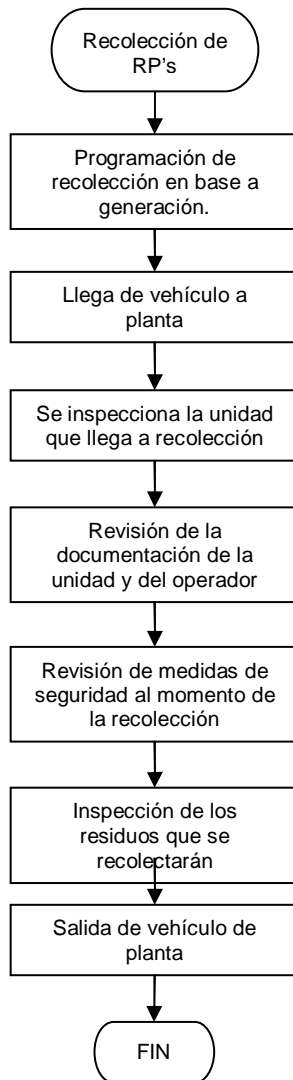 Recolección de
RP's
Programación de
recolección en base a
generación.
Llega de vehículo a
planta
Se inspecciona la unidad
que llega a recolección
Revisión de la
documentación de la
unidad y del operador
Revisión de medidas de
seguridad al momento de
la recolección
Inspección de los
residuos que se
recolectarán
Salida de vehículo de
planta
FIN